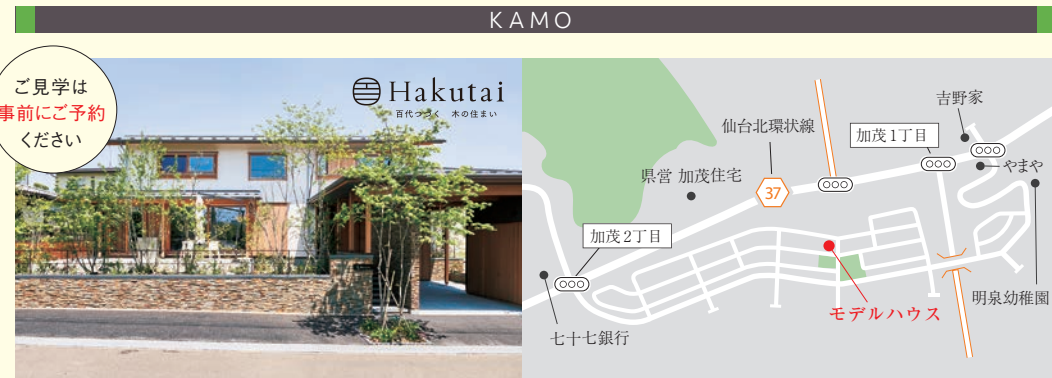 KAMO
ご見学は
事前にご予約
ください
Hakutai
百代つづく 木の住まい
吉野家
仙台北環状線
加茂1丁目
やまや
県営 加茂住宅
37
加茂2丁目
明泉幼稚園
モデルハウス
七十七銀行